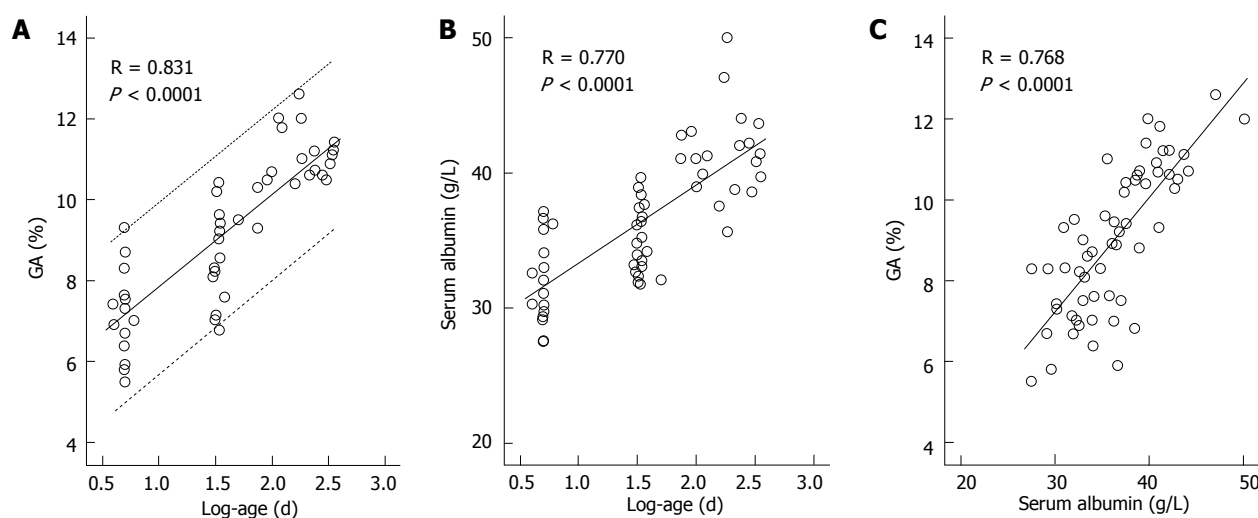 A
14
12
10
8
6
4
GA (%)
R = 0.831
P < 0.0001
0.5 1.0 1.5 2.0 2.5 3.0
Log-age (d)
B
50
40
30
20
Serum albumin (g/L)
R = 0.770
P < 0.0001
0.5 1.0 1.5 2.0 2.5 3.0
Log-age (d)
C
14
12
10
8
6
4
GA (%)
R = 0.768
P < 0.0001
20 30 40 50
Serum albumin (g/L)